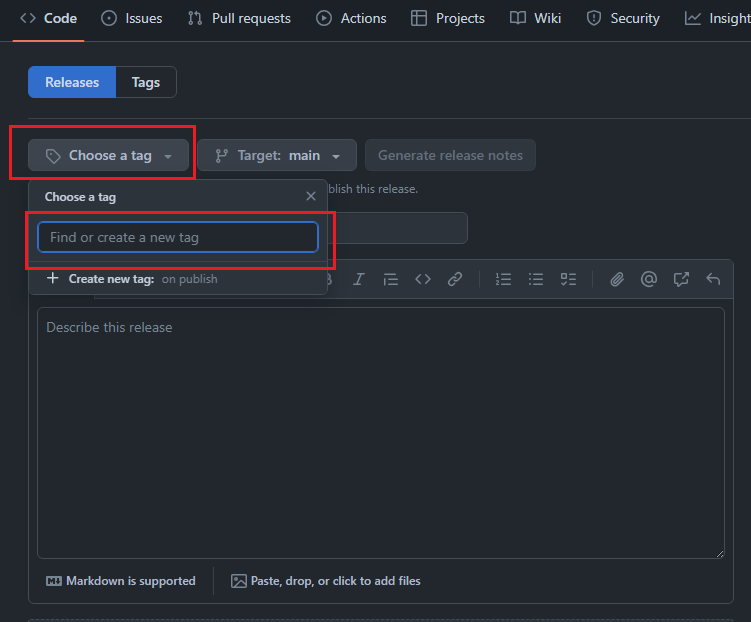 Code Issues Pull requests Actions Projects Wiki Security Insight
Releases Tags
Choose a tag Target: main Generate release notes
blish this release.
Choose a tag
Find or create a new tag
Create new tag: on publish
Describe this release
Markdown is supported Paste, drop, or click to add files